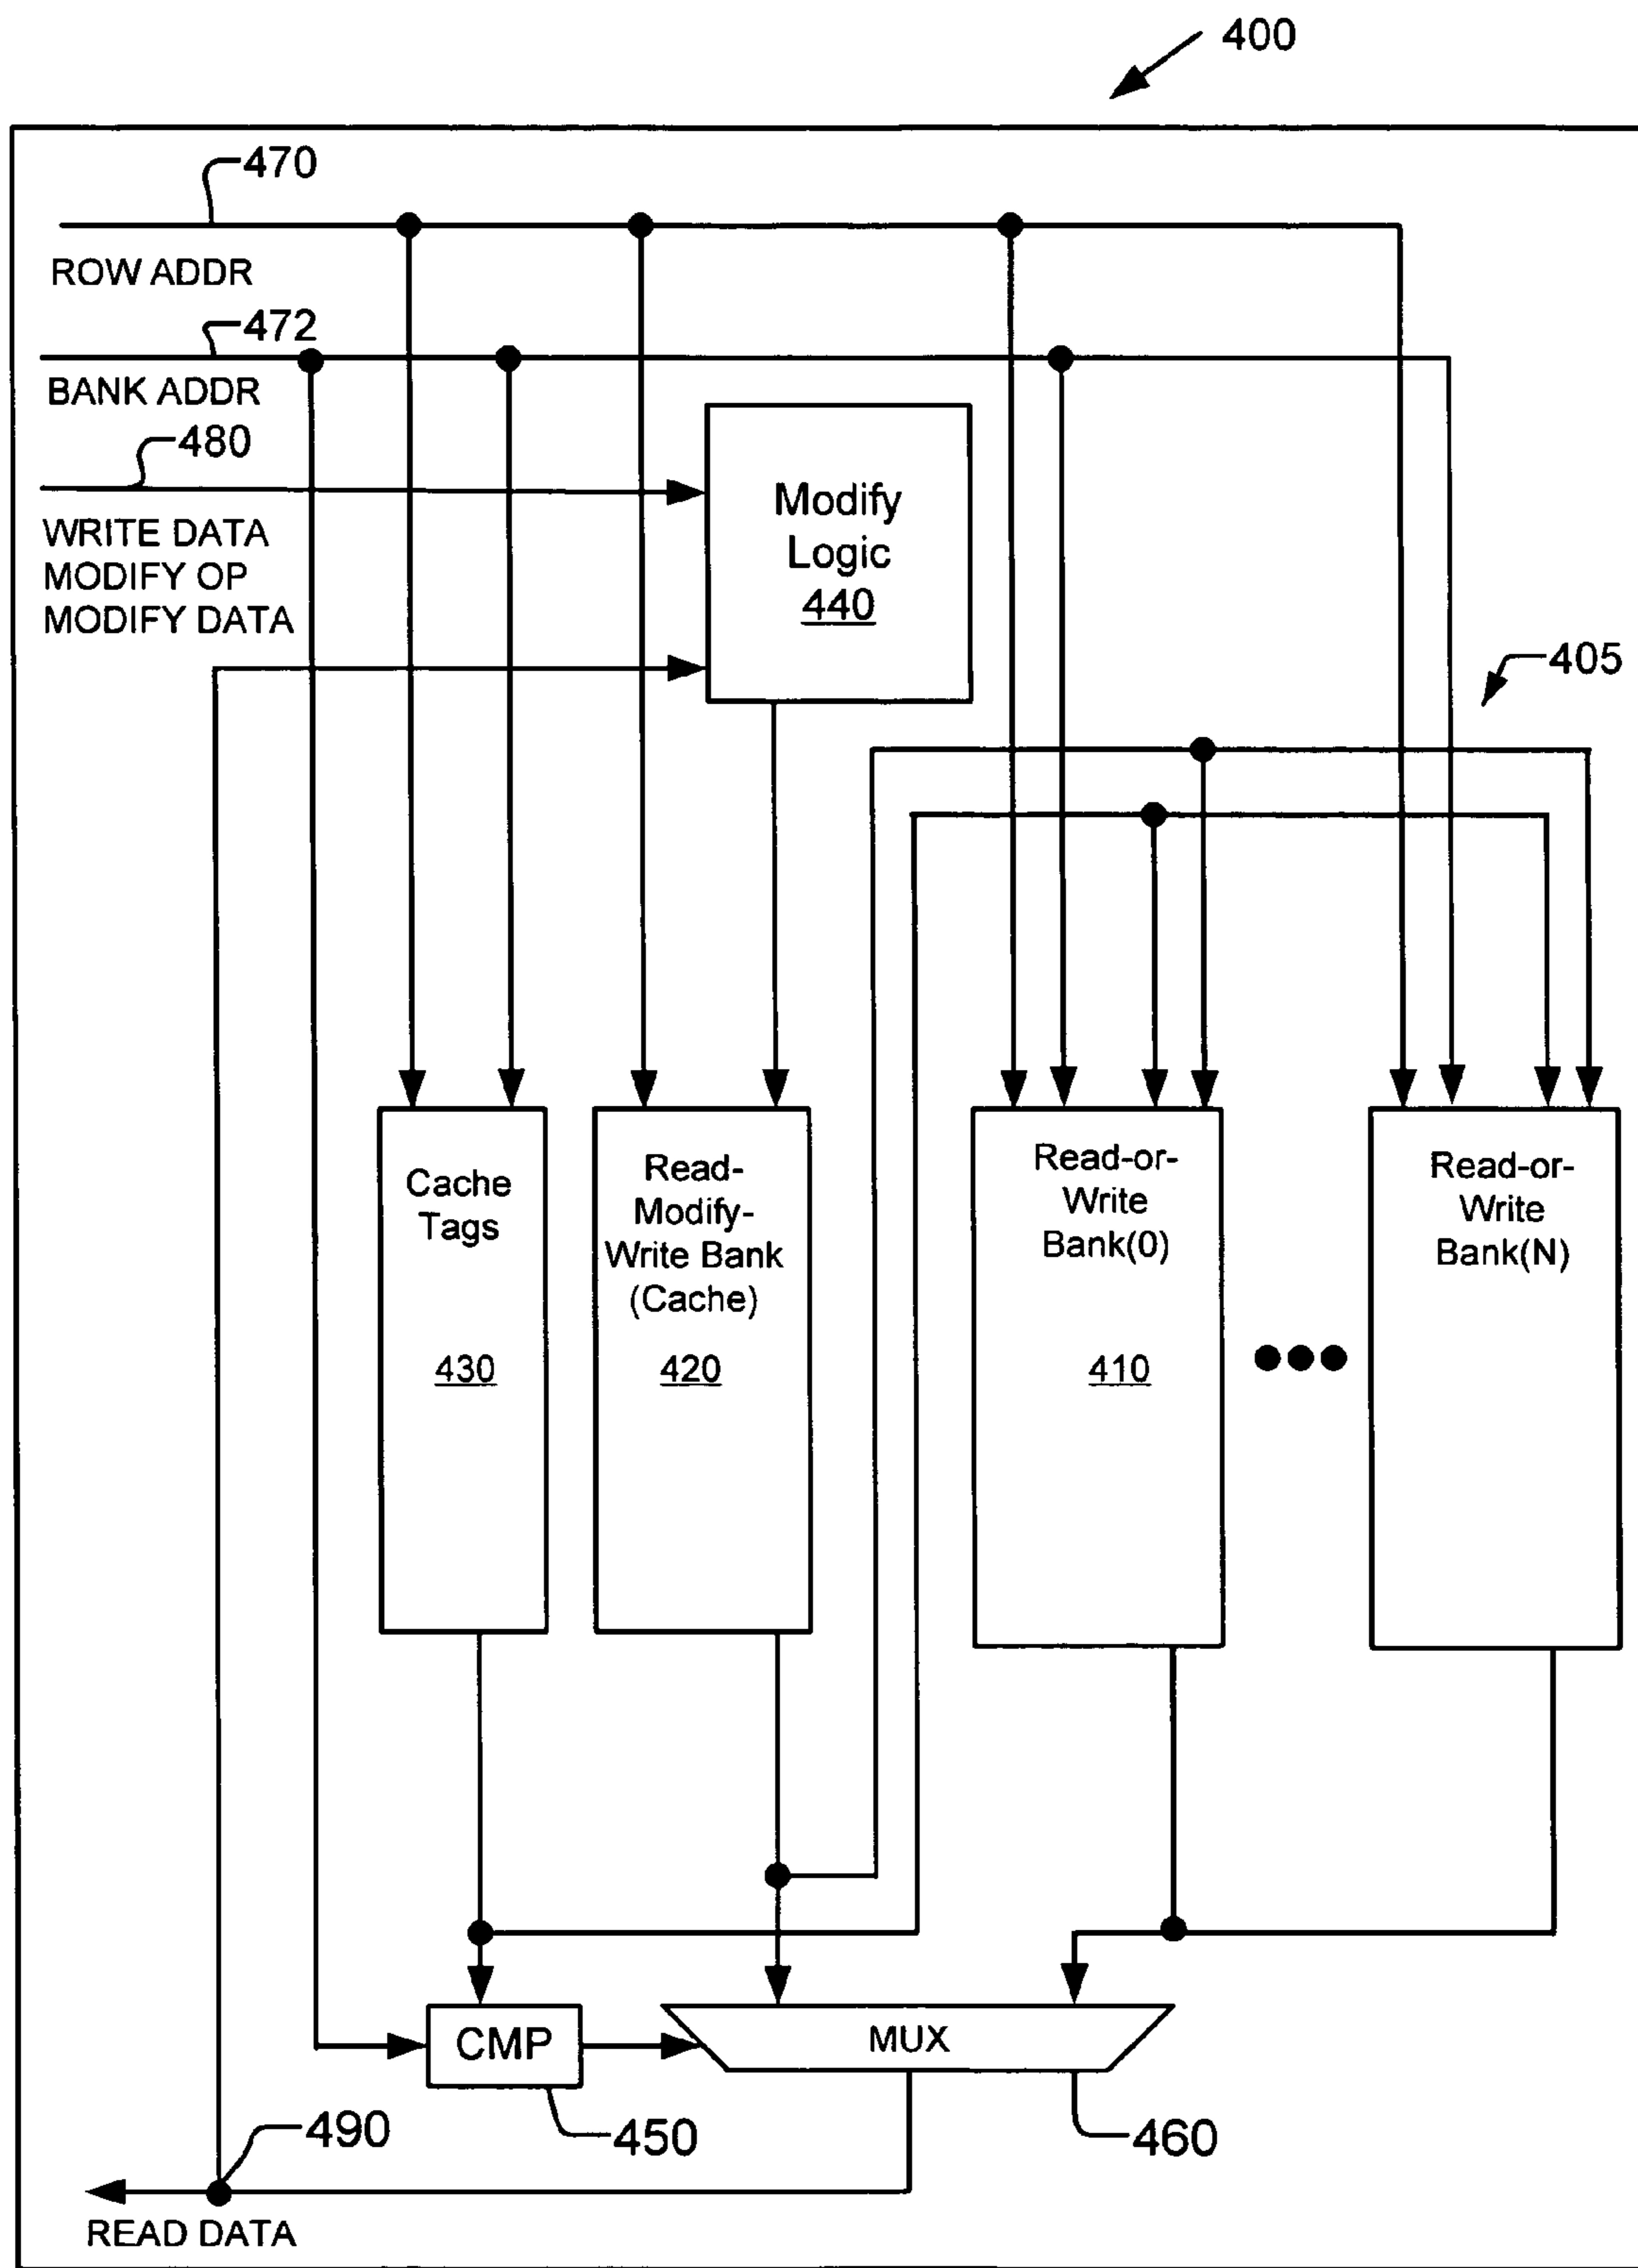 400
470
ROW ADDR
472
BANK ADDR
480
WRITE DATA
MODIFY OP
MODIFY DATA
Modify
Logic
440
405
Cache
Tags
430
Read-
Modify-
Write Bank
(Cache)
420
Read-or-
Write
Bank(0)
410
Read-or-
Write
Bank(N)
CMP
MUX
450
460
490
READ DATA